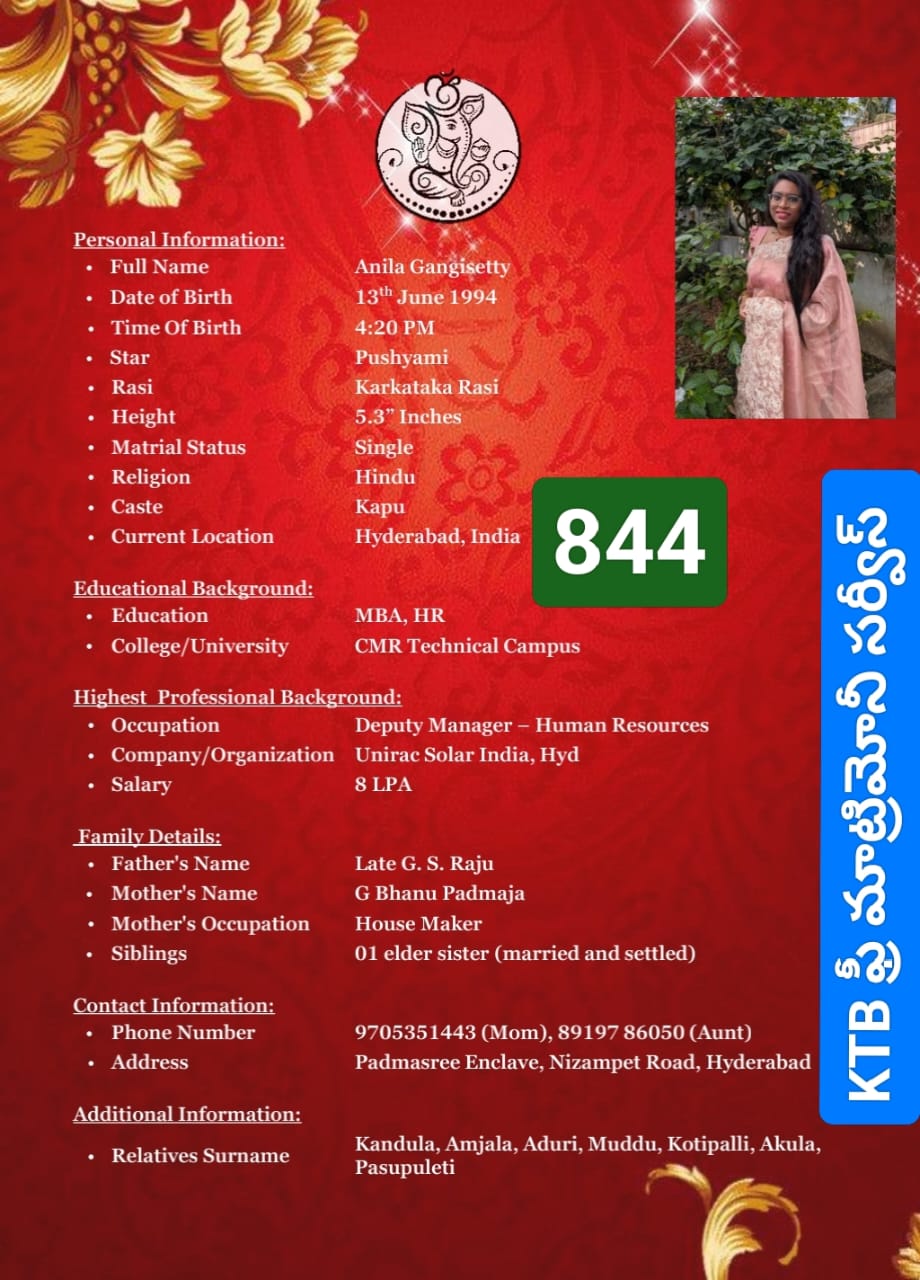 Personal Information:
• Full Name Anila Gangisetty
• Date of Birth 13th June 1994
• Time Of Birth 4:20 PM
• Star Pushyami
• Rasi Karkataka Rasi
• Height 5.3” Inches
• Matrial Status Single
• Religion Hindu
• Caste Kapu
• Current Location Hyderabad, India
844
Educational Background:
• Education MBA, HR
• College/University CMR Technical Campus
Highest Professional Background:
• Occupation Deputy Manager – Human Resources
• Company/Organization Unirac Solar India, Hyd
• Salary 8 LPA
Family Details:
• Father's Name Late G. S. Raju
• Mother's Name G Bhanu Padmaja
• Mother's Occupation House Maker
• Siblings 01 elder sister (married and settled)
Contact Information:
• Phone Number 9705351443 (Mom), 89197 86050 (Aunt)
• Address Padmasree Enclave, Nizampet Road, Hyderabad
Additional Information:
• Relatives Surname Kandula, Amjala, Aduri, Muddu, Kotipalli, Akula,
Pasupuleti
KTB ఫ్రీ మాట్రిమోనీ సర్వీస్